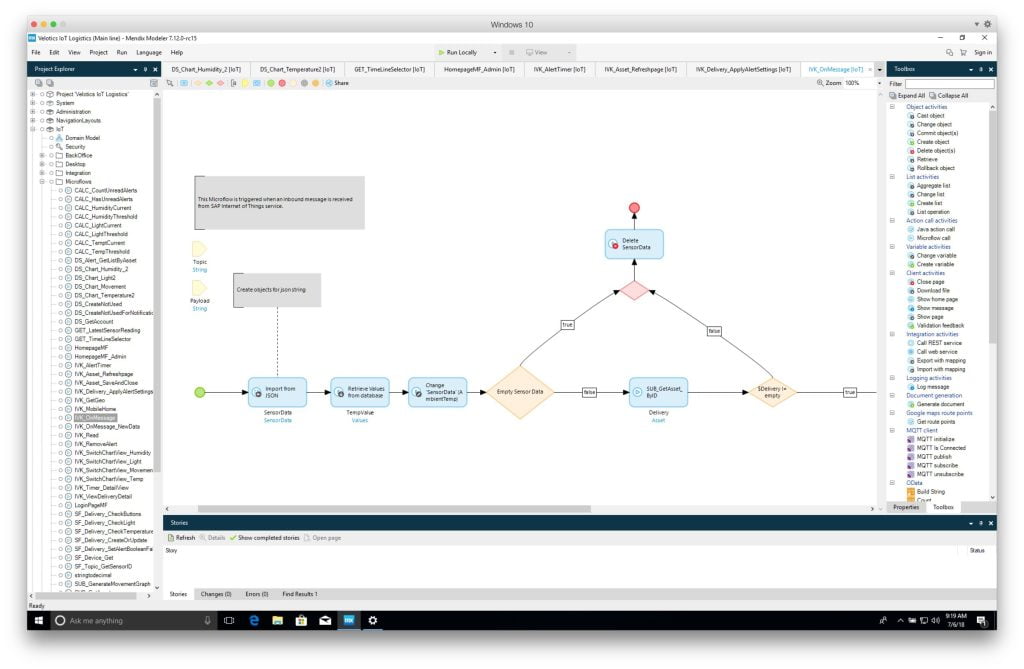 Windows 10
Velotics IoT Logistics (Main line) - Mendix Modeler 7.12.0-rc15
File Edit View Project Run Language Help
Run Locally
View
Sign in
Project Explorer
DS_Chart_Humidity_2 [IoT]
DS_Chart_Temperature2 [IoT]
GET_TimeLineSelector [IoT]
HomepageMF_Admin [IoT]
IVK_AlertTimer [IoT]
IVK_Asset_Refreshpage [IoT]
IVK_Delivery_ApplyAlertSettings [IoT]
IVK_OnMessage [IoT]
Toolbox
Share
Zoom: 100%
Filter:
Expand All Collapse All
Project 'Velotics IoT Logistics'
System
Administration
NavigationLayouts
IoT
Domain Model
Security
BackOffice
Desktop
Integration
Microflows
CALC_CountUnreadAlerts
CALC_HasUnreadAlerts
CALC_HumidityCurrent
CALC_HumidityThreshold
CALC_LightCurrent
CALC_LightThreshold
CALC_TemptCurrent
CALC_TempThreshold
DS_Alert_GetListByAsset
DS_Chart_Humidity_2
DS_Chart_Light2
DS_Chart_Movement
DS_Chart_Temperature2
DS_CreateNotUsed
DS_CreateNotUsedForNotificatio
DS_GetAccount
GET_LatestSensorReading
GET_TimeLineSelector
HomepageMF
HomepageMF_Admin
IVK_AlertTimer
IVK_Asset_Refreshpage
IVK_Asset_SaveAndClose
IVK_Delivery_ApplyAlertSettings
IVK_GetGeo
IVK_MobileHome
IVK_OnMessage
IVK_OnMessage_NewData
IVK_Read
IVK_RemoveAlert
IVK_SwitchChartView_Humidity
IVK_SwitchChartView_Light
IVK_SwitchChartView_Movemen
IVK_SwitchChartView_Temp
IVK_Timer_DetailView
IVK_ViewDeliveryDetail
LoginPageMF
SF_Delivery_CheckButtons
SF_Delivery_CheckLight
SF_Delivery_CheckTemperature
SF_Delivery_CreateOrUpdate
SF_Delivery_SetAlertBooleanFal
SF_Device_Get
SF_Topic_GetSensorID
stringtodecimal
SUB_GenerateMovementGraph
This Microflow is triggered when an inbound message is received
from SAP Internet of Things service.
Topic
String
Payload
String
Create objects for json string
Import from
JSON
SensorData
SensorData
Retrieve Values
from database
TempValue
Values
Change
'SensorData' (A
mbientTemp)
Empty Sensor Data
true
false
Delete
SensorData
false
SUB_GetAsset_
ByID
Delivery
Asset
$Delivery !=
empty
true
Object activities
Cast object
Change object
Commit object(s)
Create object
Delete object(s)
Retrieve
Rollback object
List activities
Aggregate list
Change list
Create list
List operation
Action call activities
Java action call
Microflow call
Variable activities
Change variable
Create variable
Client activities
Close page
Download file
Show home page
Show message
Show page
Validation feedback
Integration activities
Call REST service
Call web service
Export with mapping
Import with mapping
Logging activities
Log message
Document generation
Generate document
Google maps route points
Get route points
MQTT client
MQTT initialize
MQTT Is Connected
MQTT publish
MQTT subscribe
MQTT unsubscribe
OData
Build String
Count
Properties Toolbox
Stories
Refresh Details Show completed stories Open page
Story Status
Stories Changes (0) Errors (0) Find Results 1
Ready
Ask me anything
9:19 AM
7/6/18